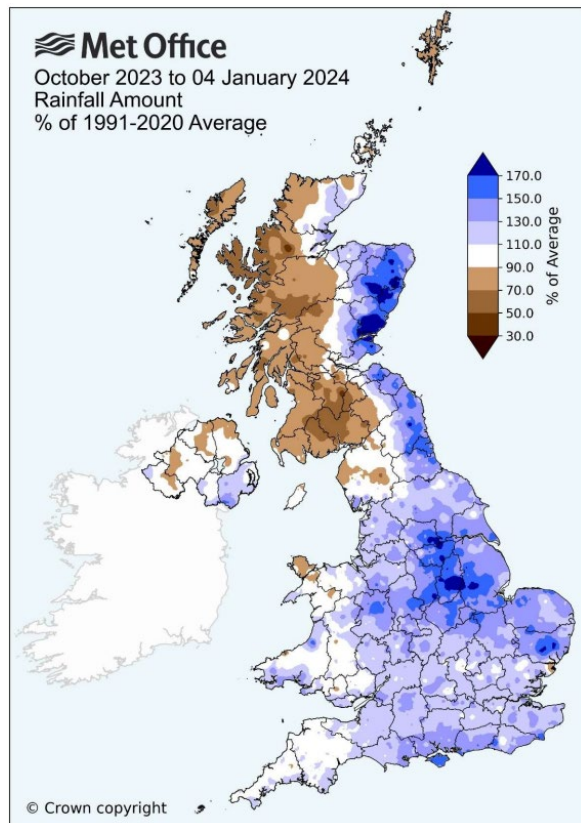 Met Office
October 2023 to 04 January 2024
Rainfall Amount
% of 1991-2020 Average
170.0
150.0
130.0
110.0
90.0
70.0
50.0
30.0
% of Average
© Crown copyright